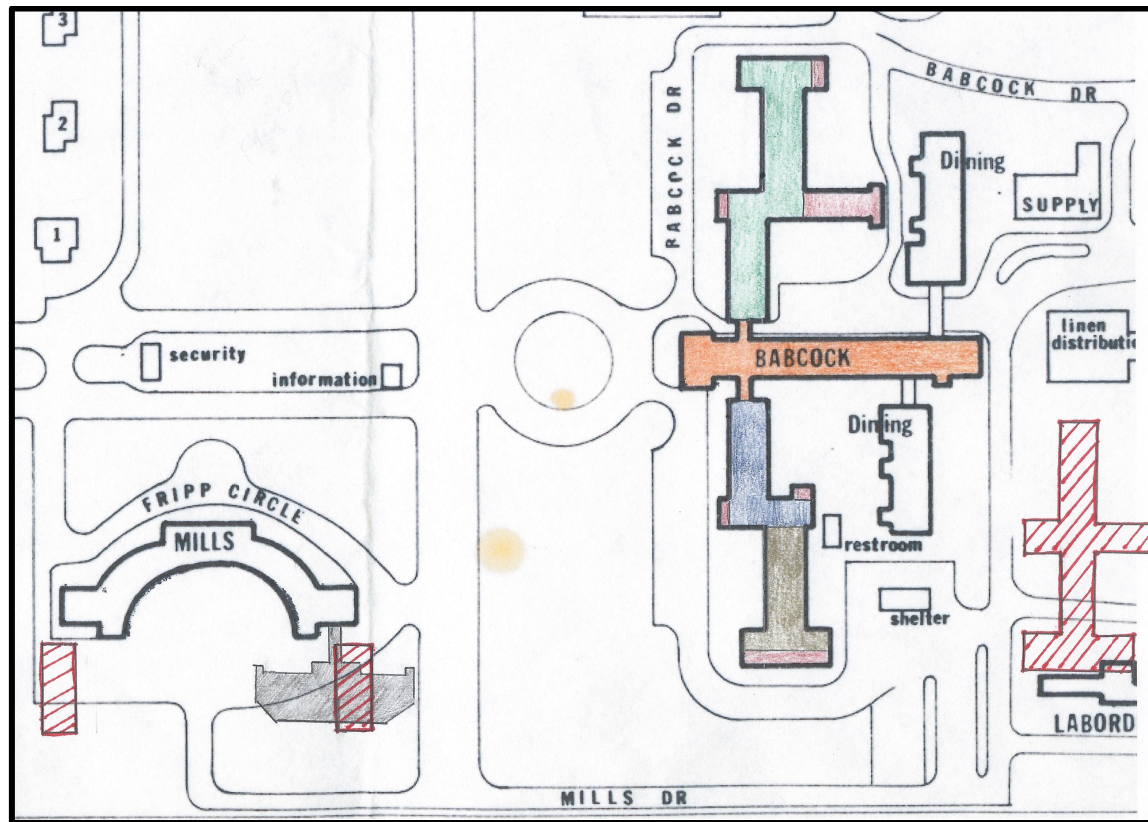 3
2
1
BABCOCK DR
BABCOCK DR
Dining
SUPPLY
security
information
BABCOCK
linen
distributi
Dining
FRIPP CIRCLE
MILLS
restroom
shelter
LABORD
MILLS DR